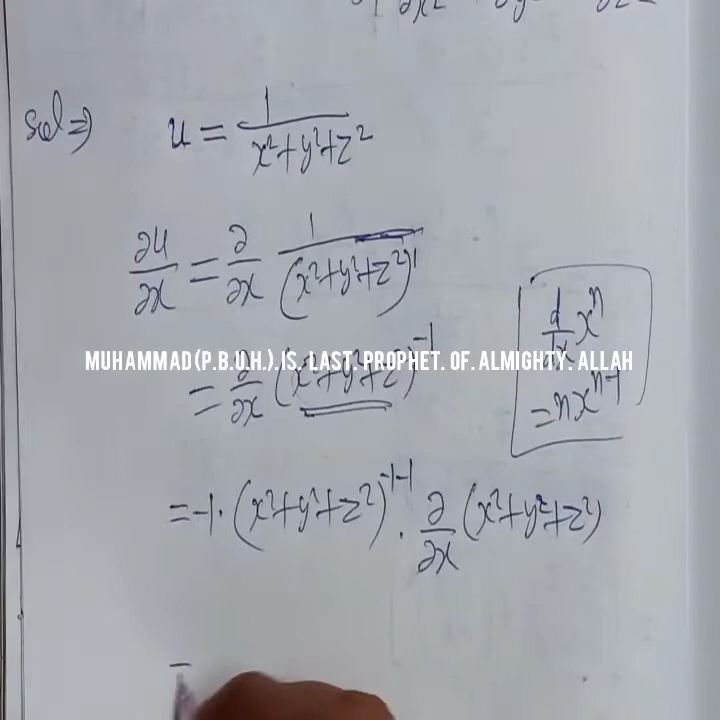 sol ⇒ u = 1/(x²+y²+z²)
∂u/∂x = ∂/∂x 1/(x²+y²+z²)¹
MUHAMMAD(P.B.U.H.).IS. LAST. PROPHET. OF. ALMIGHTY. ALLAH
= ∂/∂x (x²+y²+z²)⁻¹
d/dx xⁿ
= nxⁿ⁻¹
= -1·(x²+y²+z²)⁻¹⁻¹ · ∂/∂x (x²+y²+z²)